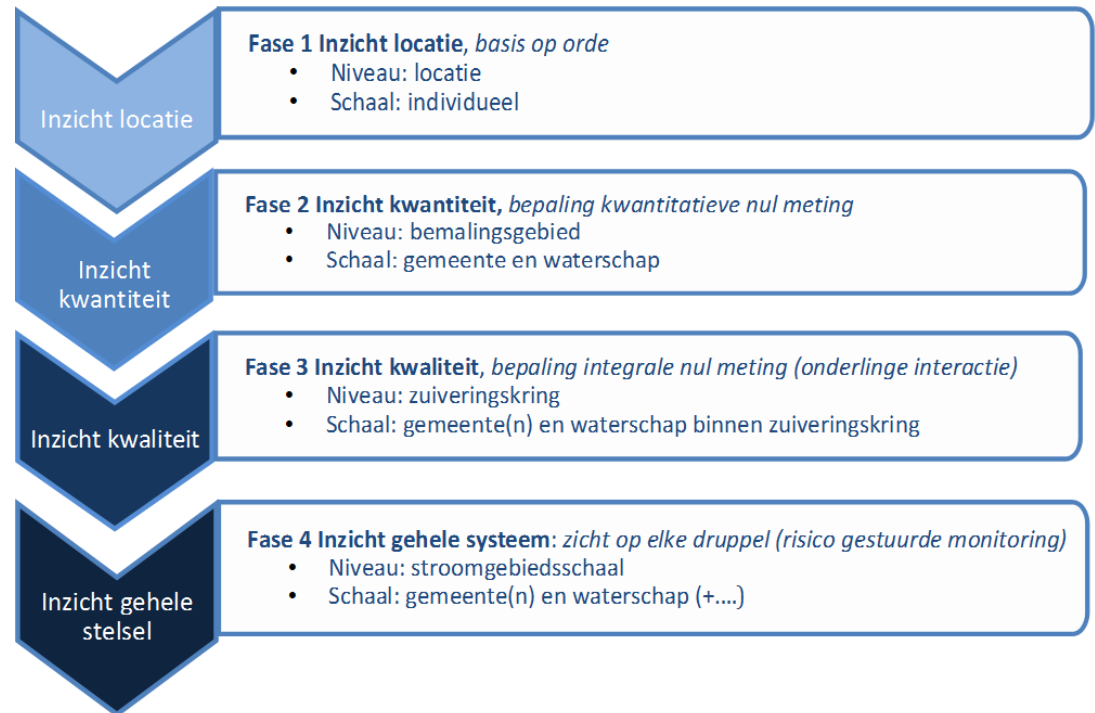 Inzicht locatie
Fase 1 Inzicht locatie, basis op orde
• Niveau: locatie
• Schaal: individueel
Inzicht
kwantiteit
Fase 2 Inzicht kwantiteit, bepaling kwantitatieve nul meting
• Niveau: bemalingsgebied
• Schaal: gemeente en waterschap
Inzicht kwaliteit
Fase 3 Inzicht kwaliteit, bepaling integrale nul meting (onderlinge interactie)
• Niveau: zuiveringskring
• Schaal: gemeente(n) en waterschap binnen zuiveringskring
Inzicht gehele
stelsel
Fase 4 Inzicht gehele systeem: zicht op elke druppel (risico gestuurde monitoring)
• Niveau: stroomgebiedsschaal
• Schaal: gemeente(n) en waterschap (+....)